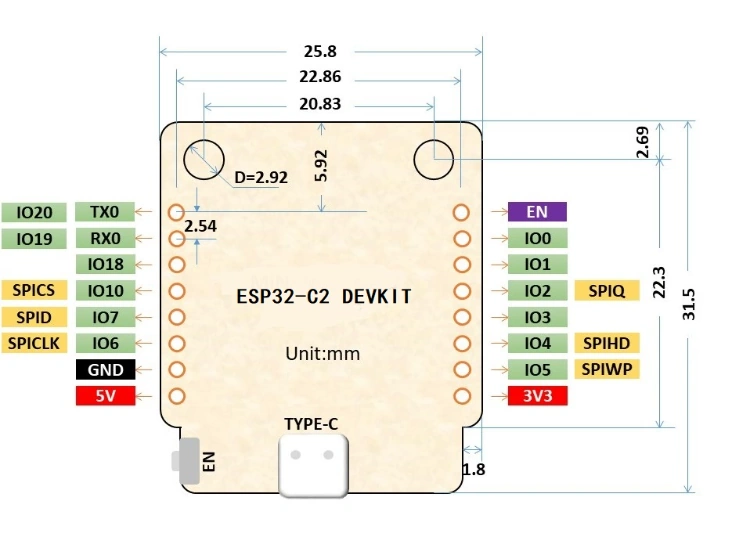 25.8
22.86
20.83
2.69
5.92
D=2.92
IO20 TX0 EN
2.54
IO19 RX0 IO0
IO18 IO1
SPICS IO10 IO2 SPIQ
22.3
31.5
ESP32-C2 DEVKIT
SPID IO7 IO3
SPICLK IO6 IO4 SPIHD
Unit:mm
GND IO5 SPIWP
5V 3V3
TYPE-C
EN
1.8